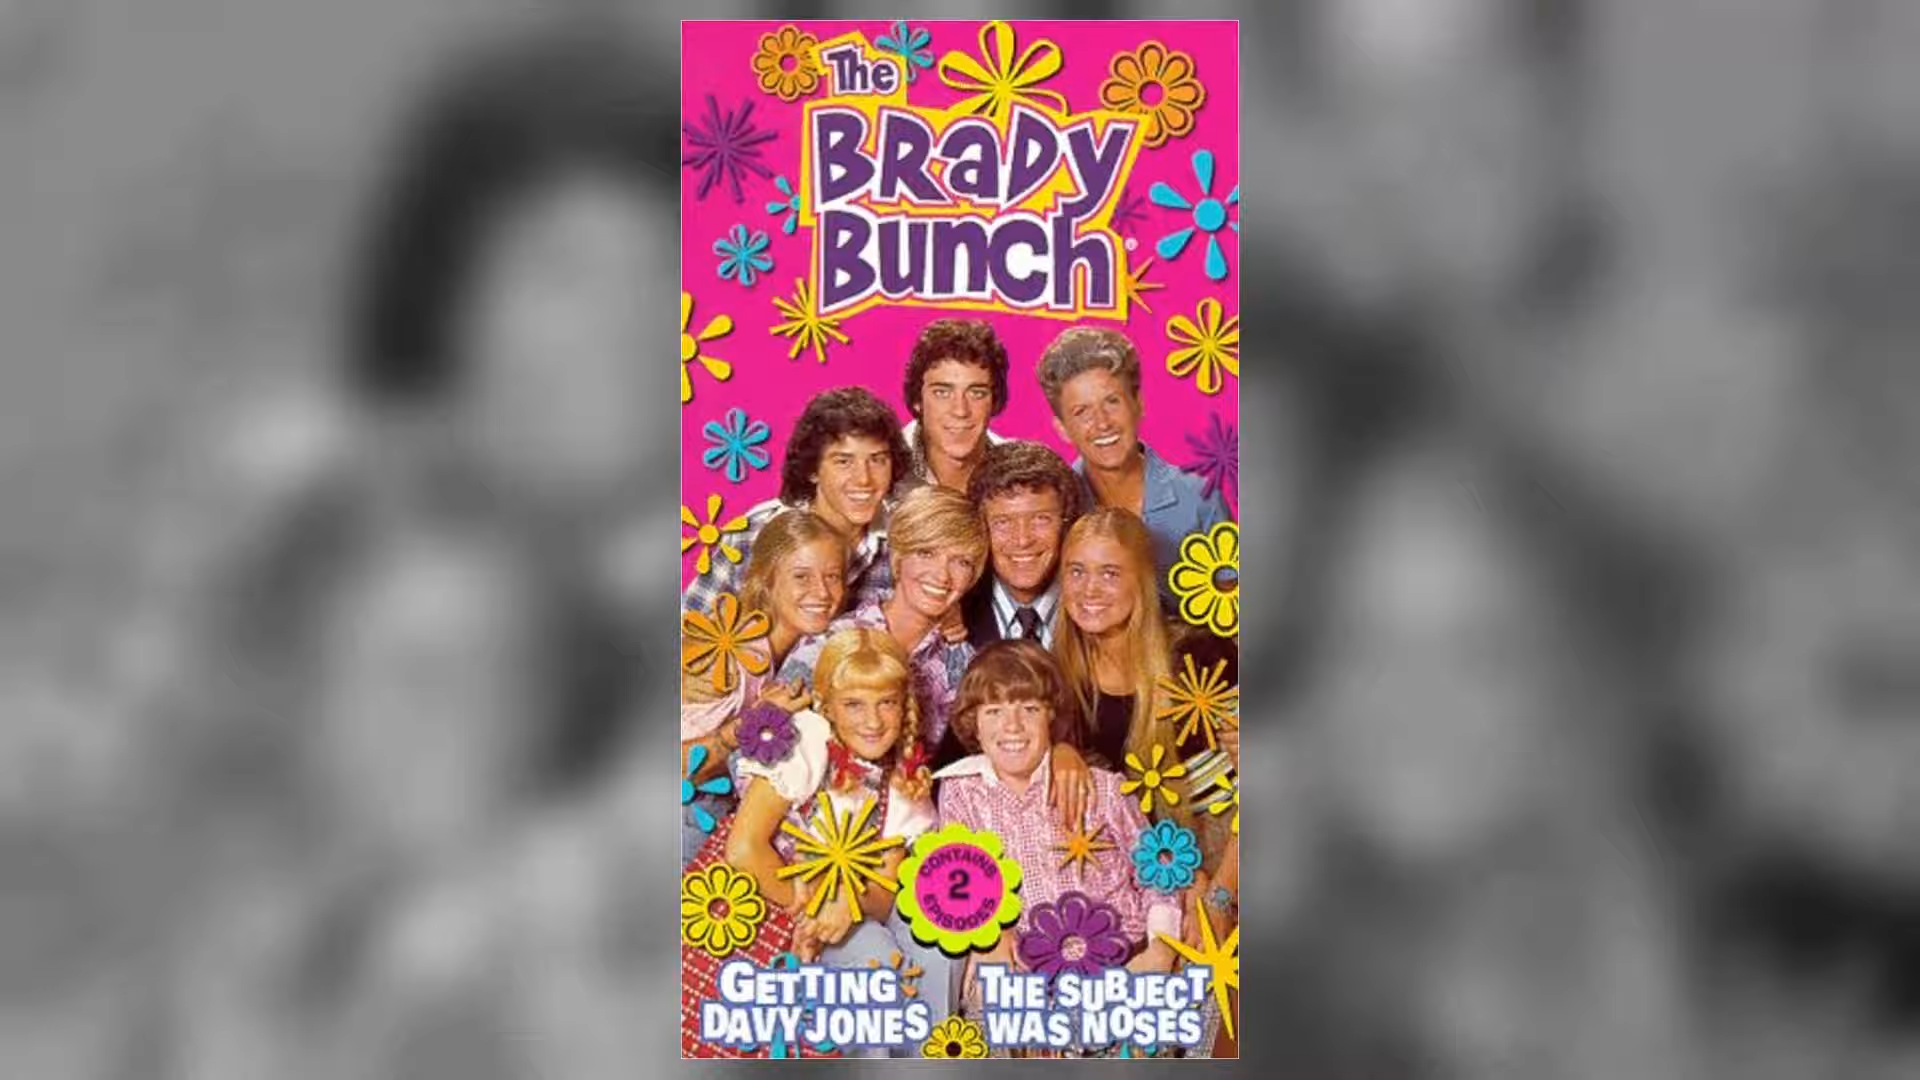 The
BRaDy
BUnCh®
CONTAINS
2
EPISODES
GETTING
DAVY JONES
THE SUBJECT
WAS NOSES